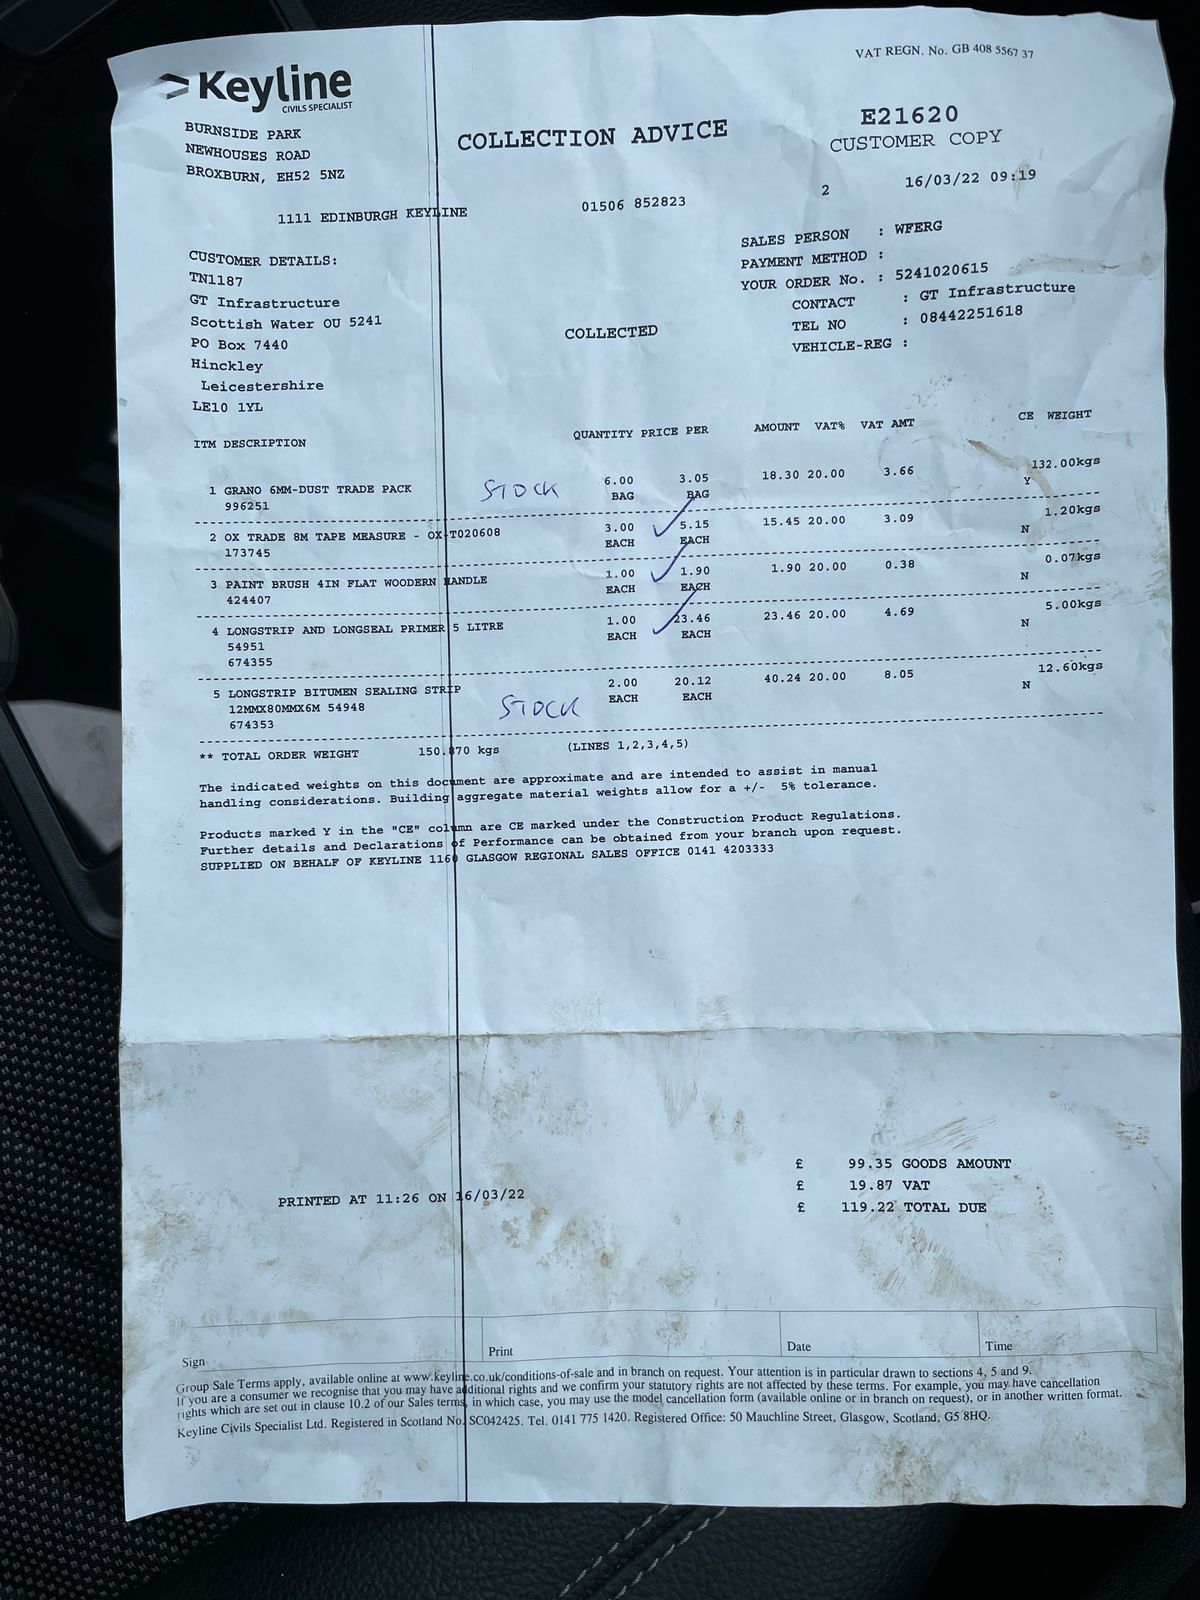 VAT REGN. No. GB 408 5567 37
Keyline
CIVILS SPECIALIST
BURNSIDE PARK
NEWHOUSES ROAD
BROXBURN, EH52 5NZ
COLLECTION ADVICE
E21620
CUSTOMER COPY
2 16/03/22 09:19
1111 EDINBURGH KEYLINE 01506 852823
CUSTOMER DETAILS:
TN1187
GT Infrastructure
Scottish Water OU 5241
PO Box 7440
Hinckley
Leicestershire
LE10 1YL
COLLECTED
SALES PERSON : WFERG
PAYMENT METHOD :
YOUR ORDER No. : 5241020615
CONTACT : GT Infrastructure
TEL NO : 08442251618
VEHICLE-REG :
ITM DESCRIPTION QUANTITY PRICE PER AMOUNT VAT% VAT AMT CE WEIGHT
1 GRANO 6MM-DUST TRADE PACK STOCK 6.00 3.05 18.30 20.00 3.66 132.00kgs
996251 BAG BAG Y
2 OX TRADE 8M TAPE MEASURE - OX-T020608 3.00 5.15 15.45 20.00 3.09 1.20kgs
173745 EACH EACH N
3 PAINT BRUSH 4IN FLAT WOODERN HANDLE 1.00 1.90 1.90 20.00 0.38 0.07kgs
424407 EACH EACH N
4 LONGSTRIP AND LONGSEAL PRIMER 5 LITRE 1.00 23.46 23.46 20.00 4.69 5.00kgs
54951 EACH EACH N
674355
5 LONGSTRIP BITUMEN SEALING STRIP 2.00 20.12 40.24 20.00 8.05 12.60kgs
12MMX80MMX6M 54948 STOCK EACH EACH N
674353
** TOTAL ORDER WEIGHT 150.870 kgs (LINES 1,2,3,4,5)
The indicated weights on this document are approximate and are intended to assist in manual
handling considerations. Building aggregate material weights allow for a +/- 5% tolerance.
Products marked Y in the "CE" column are CE marked under the Construction Product Regulations.
Further details and Declarations of Performance can be obtained from your branch upon request.
SUPPLIED ON BEHALF OF KEYLINE 1160 GLASGOW REGIONAL SALES OFFICE 0141 4203333
£ 99.35 GOODS AMOUNT
£ 19.87 VAT
£ 119.22 TOTAL DUE
PRINTED AT 11:26 ON 16/03/22
Sign Print Date Time
Group Sale Terms apply, available online at www.keyline.co.uk/conditions-of-sale and in branch on request. Your attention is in particular drawn to sections 4, 5 and 9.
If you are a consumer we recognise that you may have additional rights and we confirm your statutory rights are not affected by these terms. For example, you may have cancellation
rights which are set out in clause 10.2 of our Sales terms, in which case, you may use the model cancellation form (available online or in branch on request), or in another written format.
Keyline Civils Specialist Ltd. Registered in Scotland No. SC042425. Tel. 0141 775 1420. Registered Office: 50 Mauchline Street, Glasgow, Scotland, G5 8HQ.